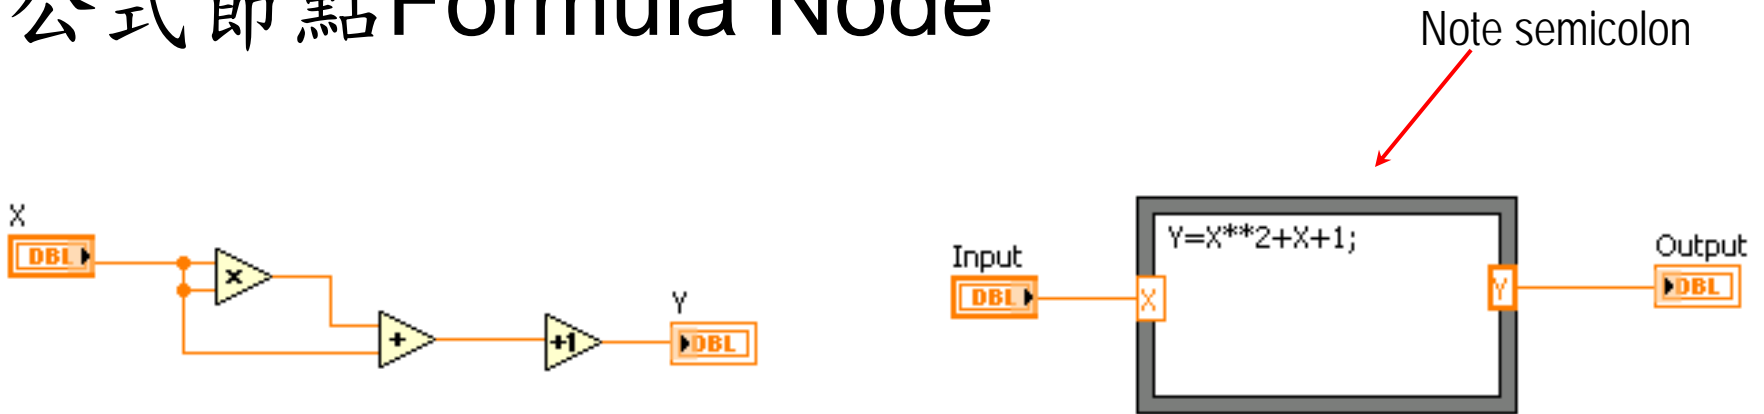 公式節點Formula Node
Note semicolon
X
DBL
x
+
+1
Y
DBL
Input
DBL
X
Y=X**2+X+1;
Y
Output
DBL